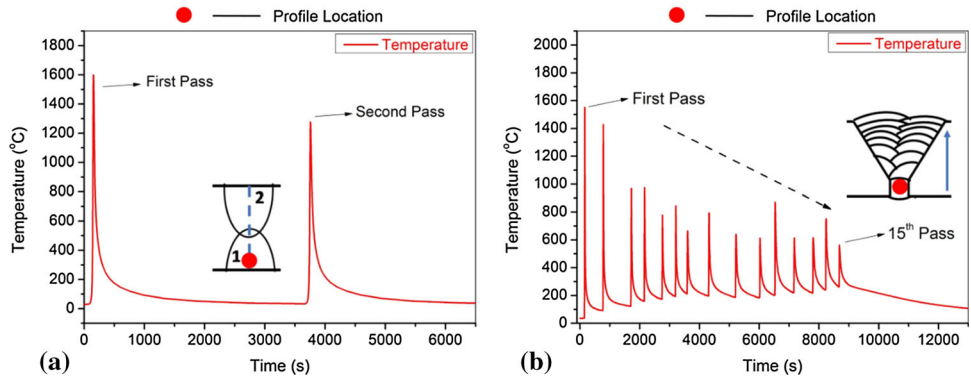 Profile Location
Temperature
First Pass
Second Pass
2
1
Temperature (°C)
1800
1600
1400
1200
1000
800
600
400
200
0
0 1000 2000 3000 4000 5000 6000
Time (s)
(a)
Profile Location
Temperature
First Pass
15th Pass
Temperature (°C)
2000
1800
1600
1400
1200
1000
800
600
400
200
0
0 2000 4000 6000 8000 10000 12000
Time (s)
(b)